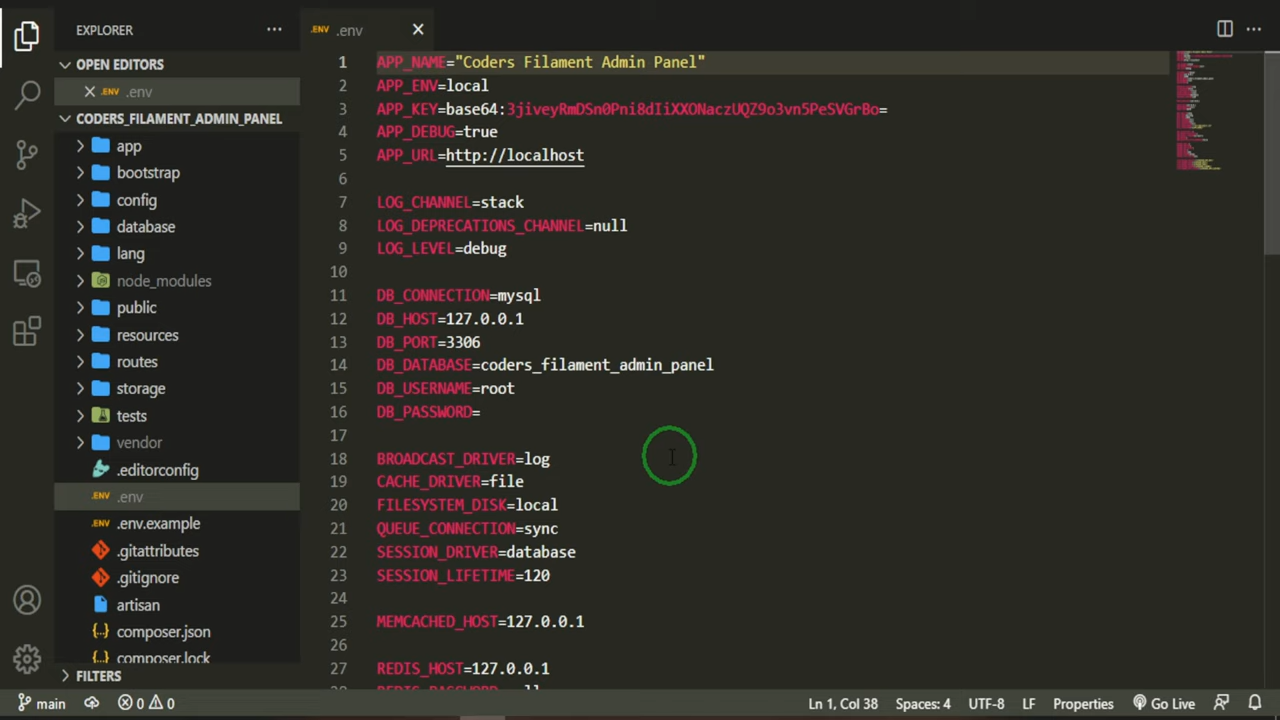 EXPLORER
.ENV .env
OPEN EDITORS
.ENV .env
CODERS_FILAMENT_ADMIN_PANEL
app
bootstrap
config
database
lang
node_modules
public
resources
routes
storage
tests
vendor
.editorconfig
.ENV .env
.ENV .env.example
.gitattributes
.gitignore
artisan
composer.json
composer.lock
FILTERS
1 APP_NAME="Coders Filament Admin Panel"
2 APP_ENV=local
3 APP_KEY=base64:3jiveyRmDSn0Pni8dIiXXONaczUQZ9o3vn5PeSVGrBo=
4 APP_DEBUG=true
5 APP_URL=http://localhost
6
7 LOG_CHANNEL=stack
8 LOG_DEPRECATIONS_CHANNEL=null
9 LOG_LEVEL=debug
10
11 DB_CONNECTION=mysql
12 DB_HOST=127.0.0.1
13 DB_PORT=3306
14 DB_DATABASE=coders_filament_admin_panel
15 DB_USERNAME=root
16 DB_PASSWORD=
17
18 BROADCAST_DRIVER=log
19 CACHE_DRIVER=file
20 FILESYSTEM_DISK=local
21 QUEUE_CONNECTION=sync
22 SESSION_DRIVER=database
23 SESSION_LIFETIME=120
24
25 MEMCACHED_HOST=127.0.0.1
26
27 REDIS_HOST=127.0.0.1
main 0 0 Ln 1, Col 38 Spaces: 4 UTF-8 LF Properties Go Live